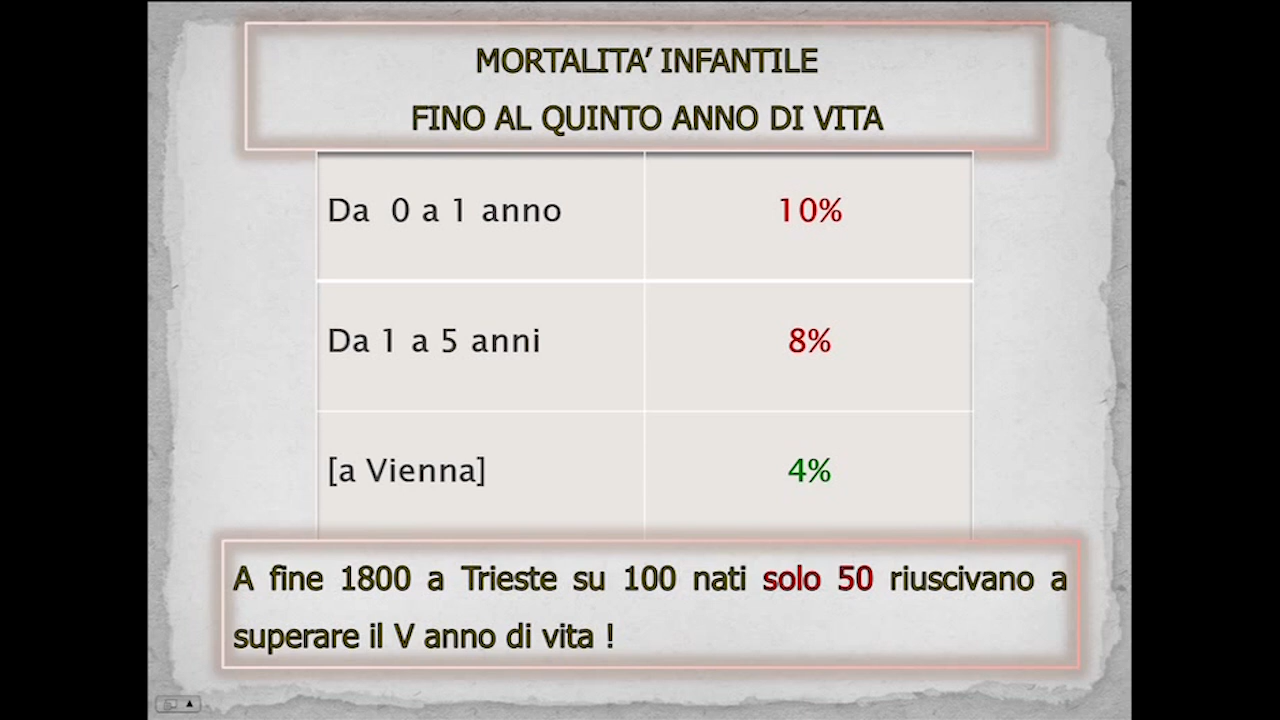 MORTALITA' INFANTILE
FINO AL QUINTO ANNO DI VITA
Da 0 a 1 anno 10%
Da 1 a 5 anni 8%
[a Vienna] 4%
A fine 1800 a Trieste su 100 nati solo 50 riuscivano a
superare il V anno di vita !